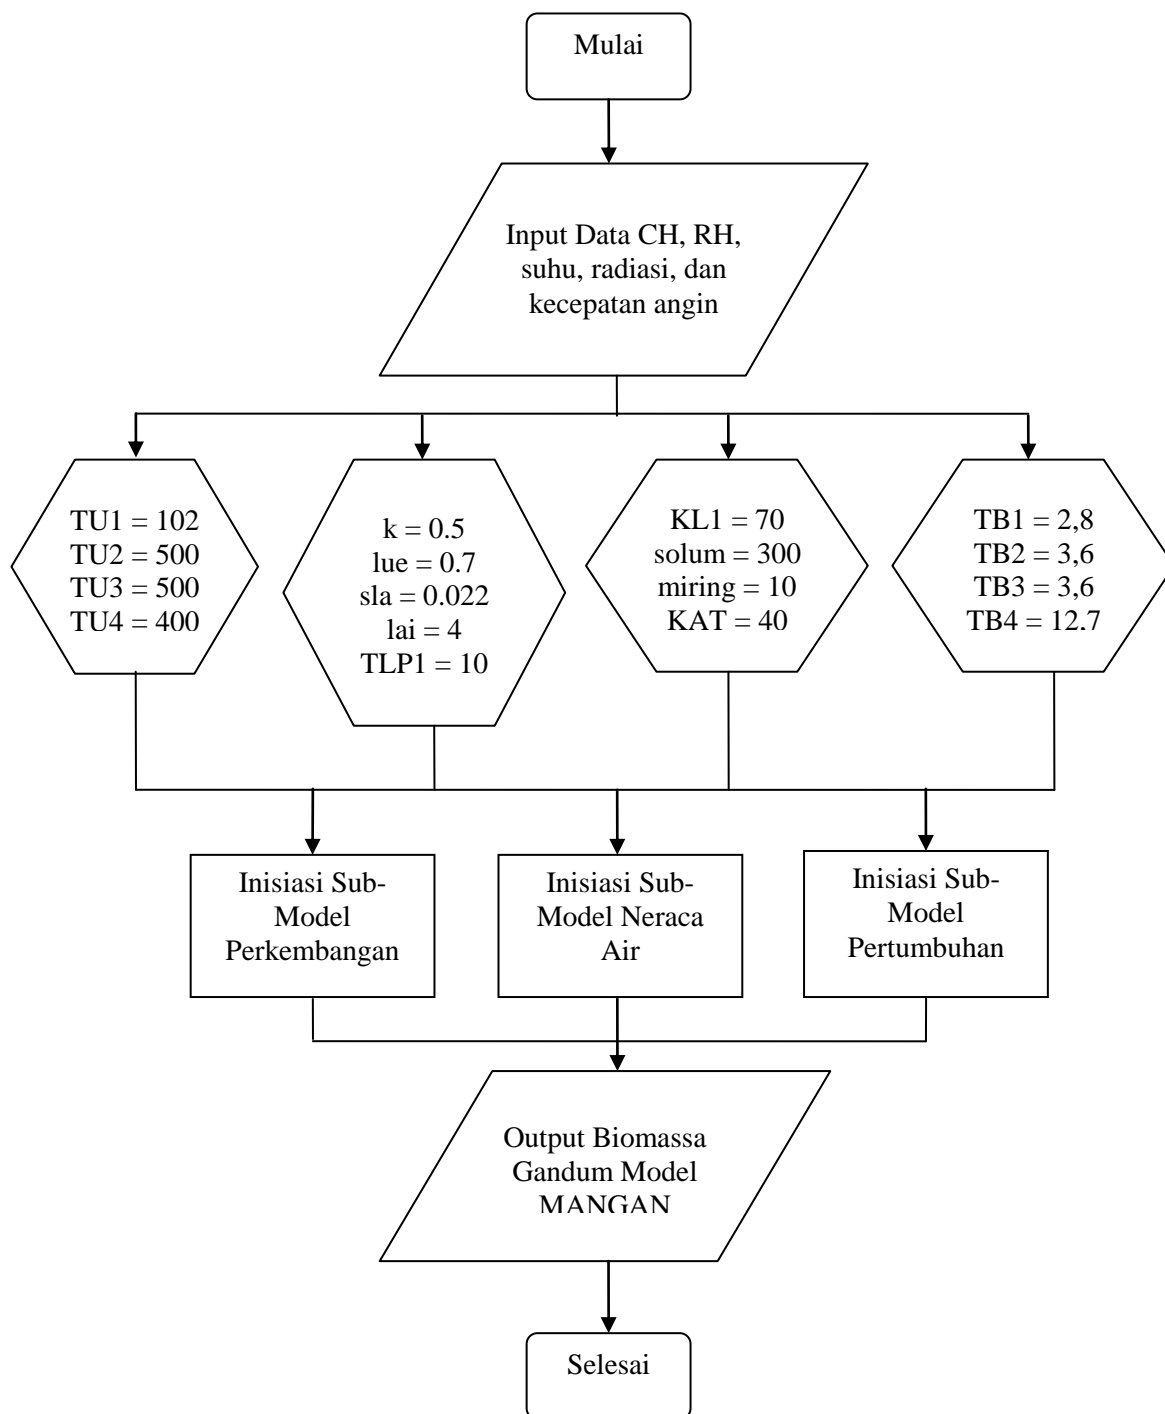 Mulai
Input Data CH, RH,
suhu, radiasi, dan
kecepatan angin
TU1 = 102
TU2 = 500
TU3 = 500
TU4 = 400
k = 0.5
lue = 0.7
sla = 0.022
lai = 4
TLP1 = 10
KL1 = 70
solum = 300
miring = 10
KAT = 40
TB1 = 2,8
TB2 = 3,6
TB3 = 3,6
TB4 = 12,7
Inisiasi Sub-
Model
Perkembangan
Inisiasi Sub-
Model Neraca
Air
Inisiasi Sub-
Model
Pertumbuhan
Output Biomassa
Gandum Model
MANGAN
Selesai